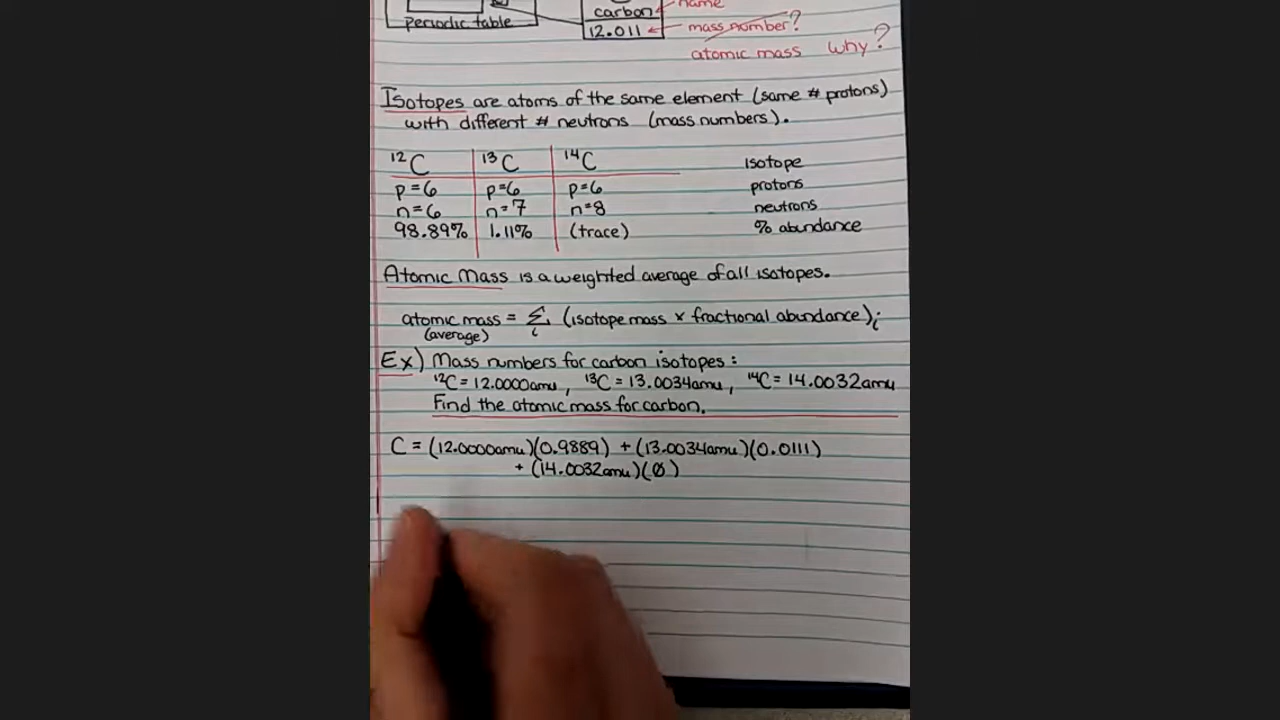 name
carbon
periodic table
12.011 ← mass number?
atomic mass why?
Isotopes are atoms of the same element (same # protons)
with different # neutrons (mass numbers).
¹²C ¹³C ¹⁴C isotope
p=6 p=6 p=6 protons
n=6 n=7 n=8 neutrons
98.89% 1.11% (trace) % abundance
Atomic Mass is a weighted average of all isotopes.
atomic mass = Σ (isotope mass × fractional abundance)ᵢ
(average) i
Ex) Mass numbers for carbon isotopes:
¹²C = 12.0000amu, ¹³C = 13.0034amu, ¹⁴C = 14.0032amu
Find the atomic mass for carbon.
C = (12.0000amu)(0.9889) + (13.0034amu)(0.0111)
+ (14.0032amu)(0)